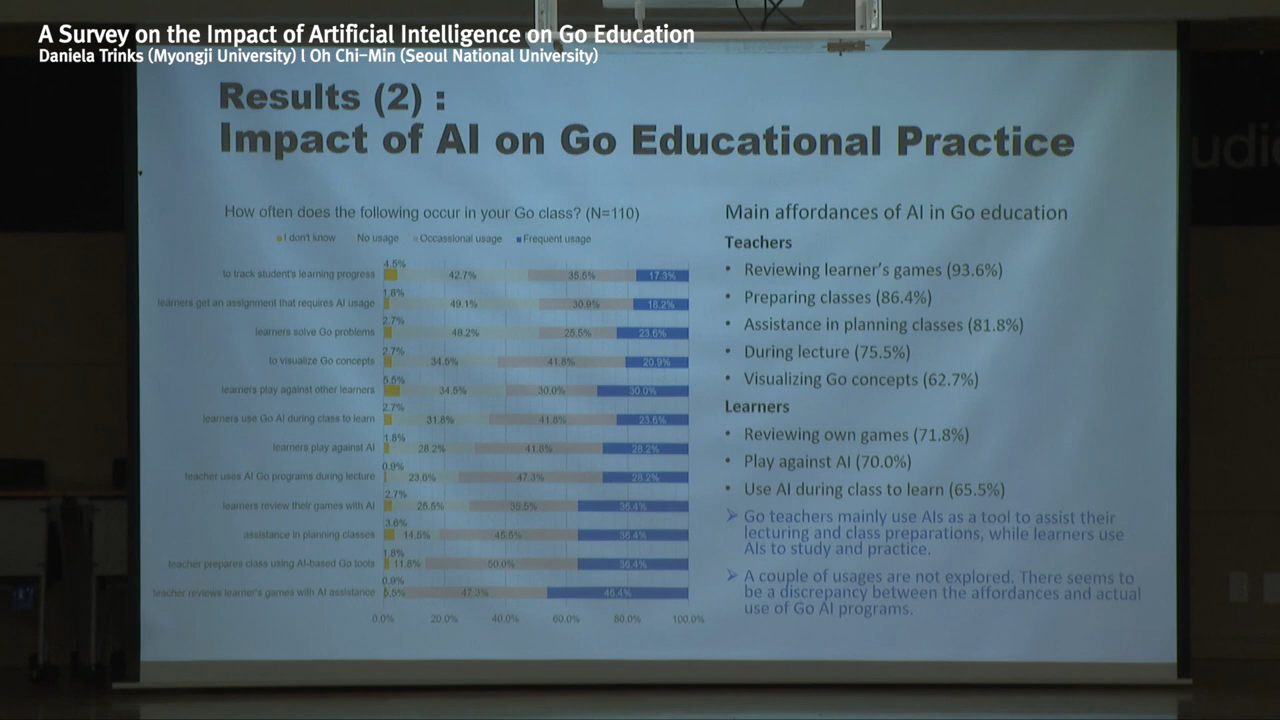 A Survey on the Impact of Artificial Intelligence on Go Education
Daniela Trinks (Myongji University) l Oh Chi-Min (Seoul National University)
Results (2) :
Impact of AI on Go Educational Practice
How often does the following occur in your Go class? (N=110)
I don't know No usage Occassional usage Frequent usage
to track student's learning progress 4.5% 42.7% 35.5% 17.3%
learners get an assignment that requires AI usage 1.8% 49.1% 30.9% 18.2%
learners solve Go problems 2.7% 48.2% 25.5% 23.6%
to visualize Go concepts 2.7% 34.5% 41.8% 20.9%
learners play against other learners 5.5% 34.5% 30.0% 30.0%
learners use Go AI during class to learn 2.7% 31.8% 41.8% 23.6%
learners play against AI 1.8% 28.2% 41.8% 28.2%
teacher uses AI Go programs during lecture 0.9% 23.6% 47.3% 28.2%
learners review their games with AI 2.7% 25.5% 35.5% 36.4%
assistance in planning classes 3.6% 14.5% 45.5% 36.4%
teacher prepares class using AI-based Go tools 1.8% 11.8% 50.0% 36.4%
teacher reviews learner's games with AI assistance 0.9% 5.5% 47.3% 46.4%
0.0% 20.0% 40.0% 60.0% 80.0% 100.0%
Main affordances of AI in Go education
Teachers
• Reviewing learner's games (93.6%)
• Preparing classes (86.4%)
• Assistance in planning classes (81.8%)
• During lecture (75.5%)
• Visualizing Go concepts (62.7%)
Learners
• Reviewing own games (71.8%)
• Play against AI (70.0%)
• Use AI during class to learn (65.5%)
➢ Go teachers mainly use AIs as a tool to assist their
lecturing and class preparations, while learners use
AIs to study and practice.
➢ A couple of usages are not explored. There seems to
be a discrepancy between the affordances and actual
use of Go AI programs.